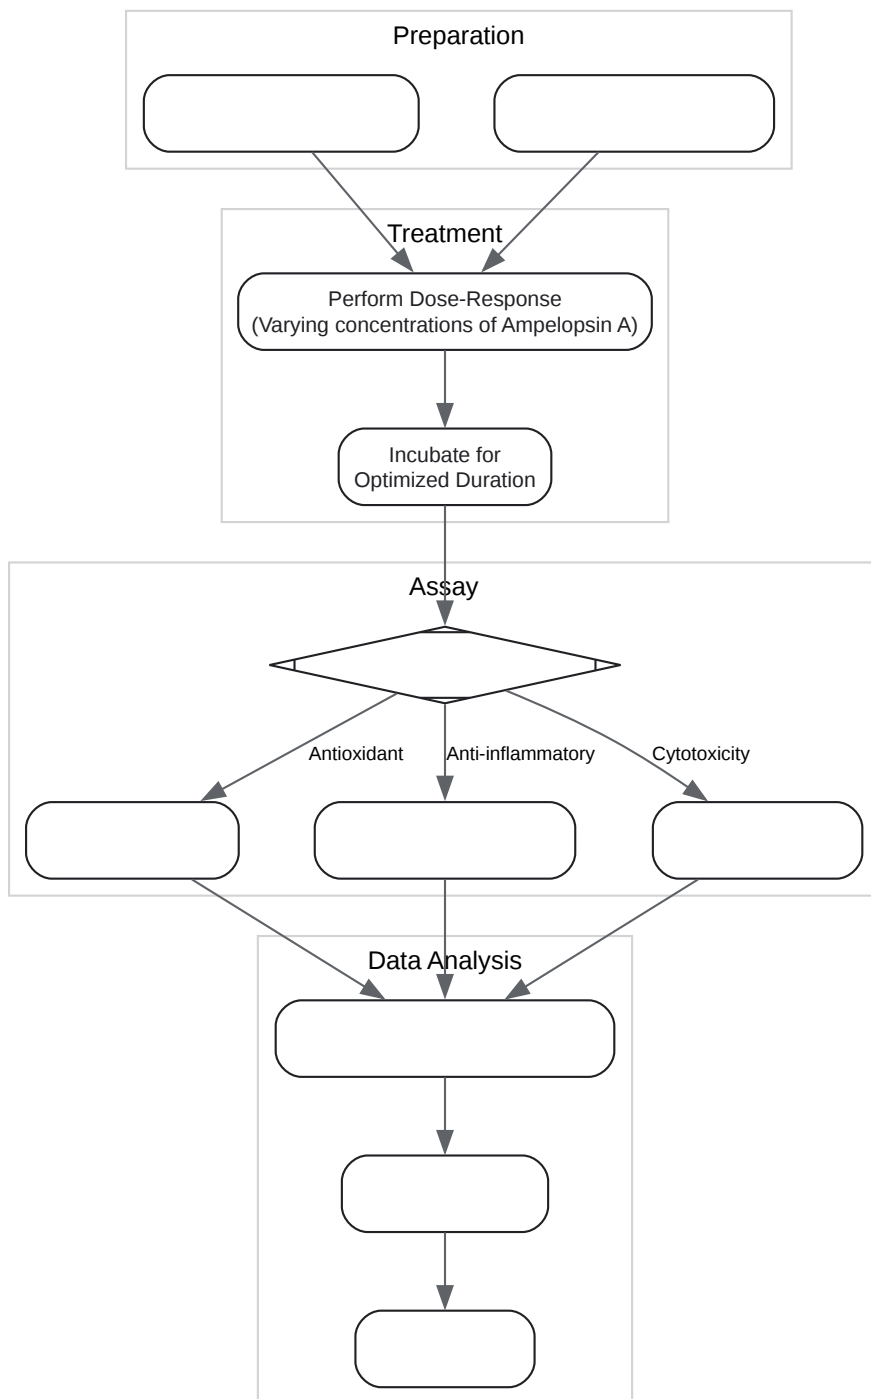 Preparation
Treatment
Perform Dose-Response
(Varying concentrations of Ampelopsin A)
Incubate for
Optimized Duration
Assay
Antioxidant
Anti-inflammatory
Cytotoxicity
Data Analysis